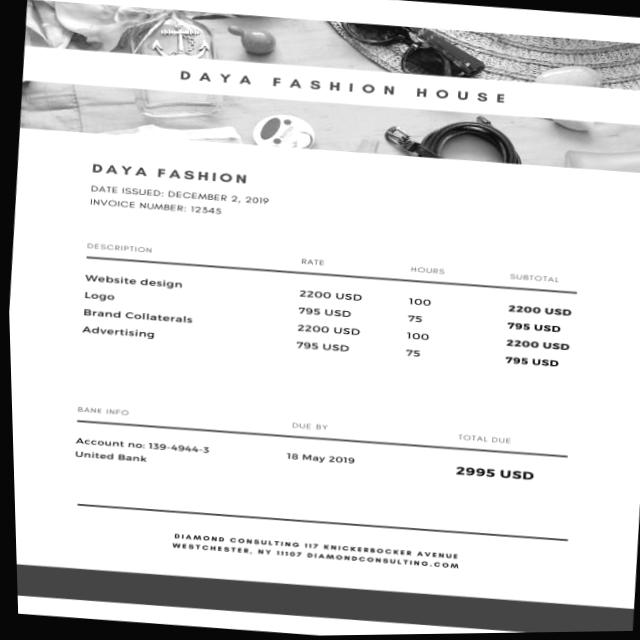 DAYA FASHION HOUSE
DAYA FASHION
DATE ISSUED: DECEMBER 2, 2019
INVOICE NUMBER: 12345
DESCRIPTION RATE HOURS SUBTOTAL
Website design 2200 USD 100 2200 USD
Logo 795 USD 75 795 USD
Brand Collaterals 2200 USD 100 2200 USD
Advertising 795 USD 75 795 USD
BANK INFO DUE BY TOTAL DUE
Account no: 139-4944-3 18 May 2019 2995 USD
United Bank
DIAMOND CONSULTING 117 KNICKERBOCKER AVENUE
WESTCHESTER, NY 11107 DIAMONDCONSULTING.COM